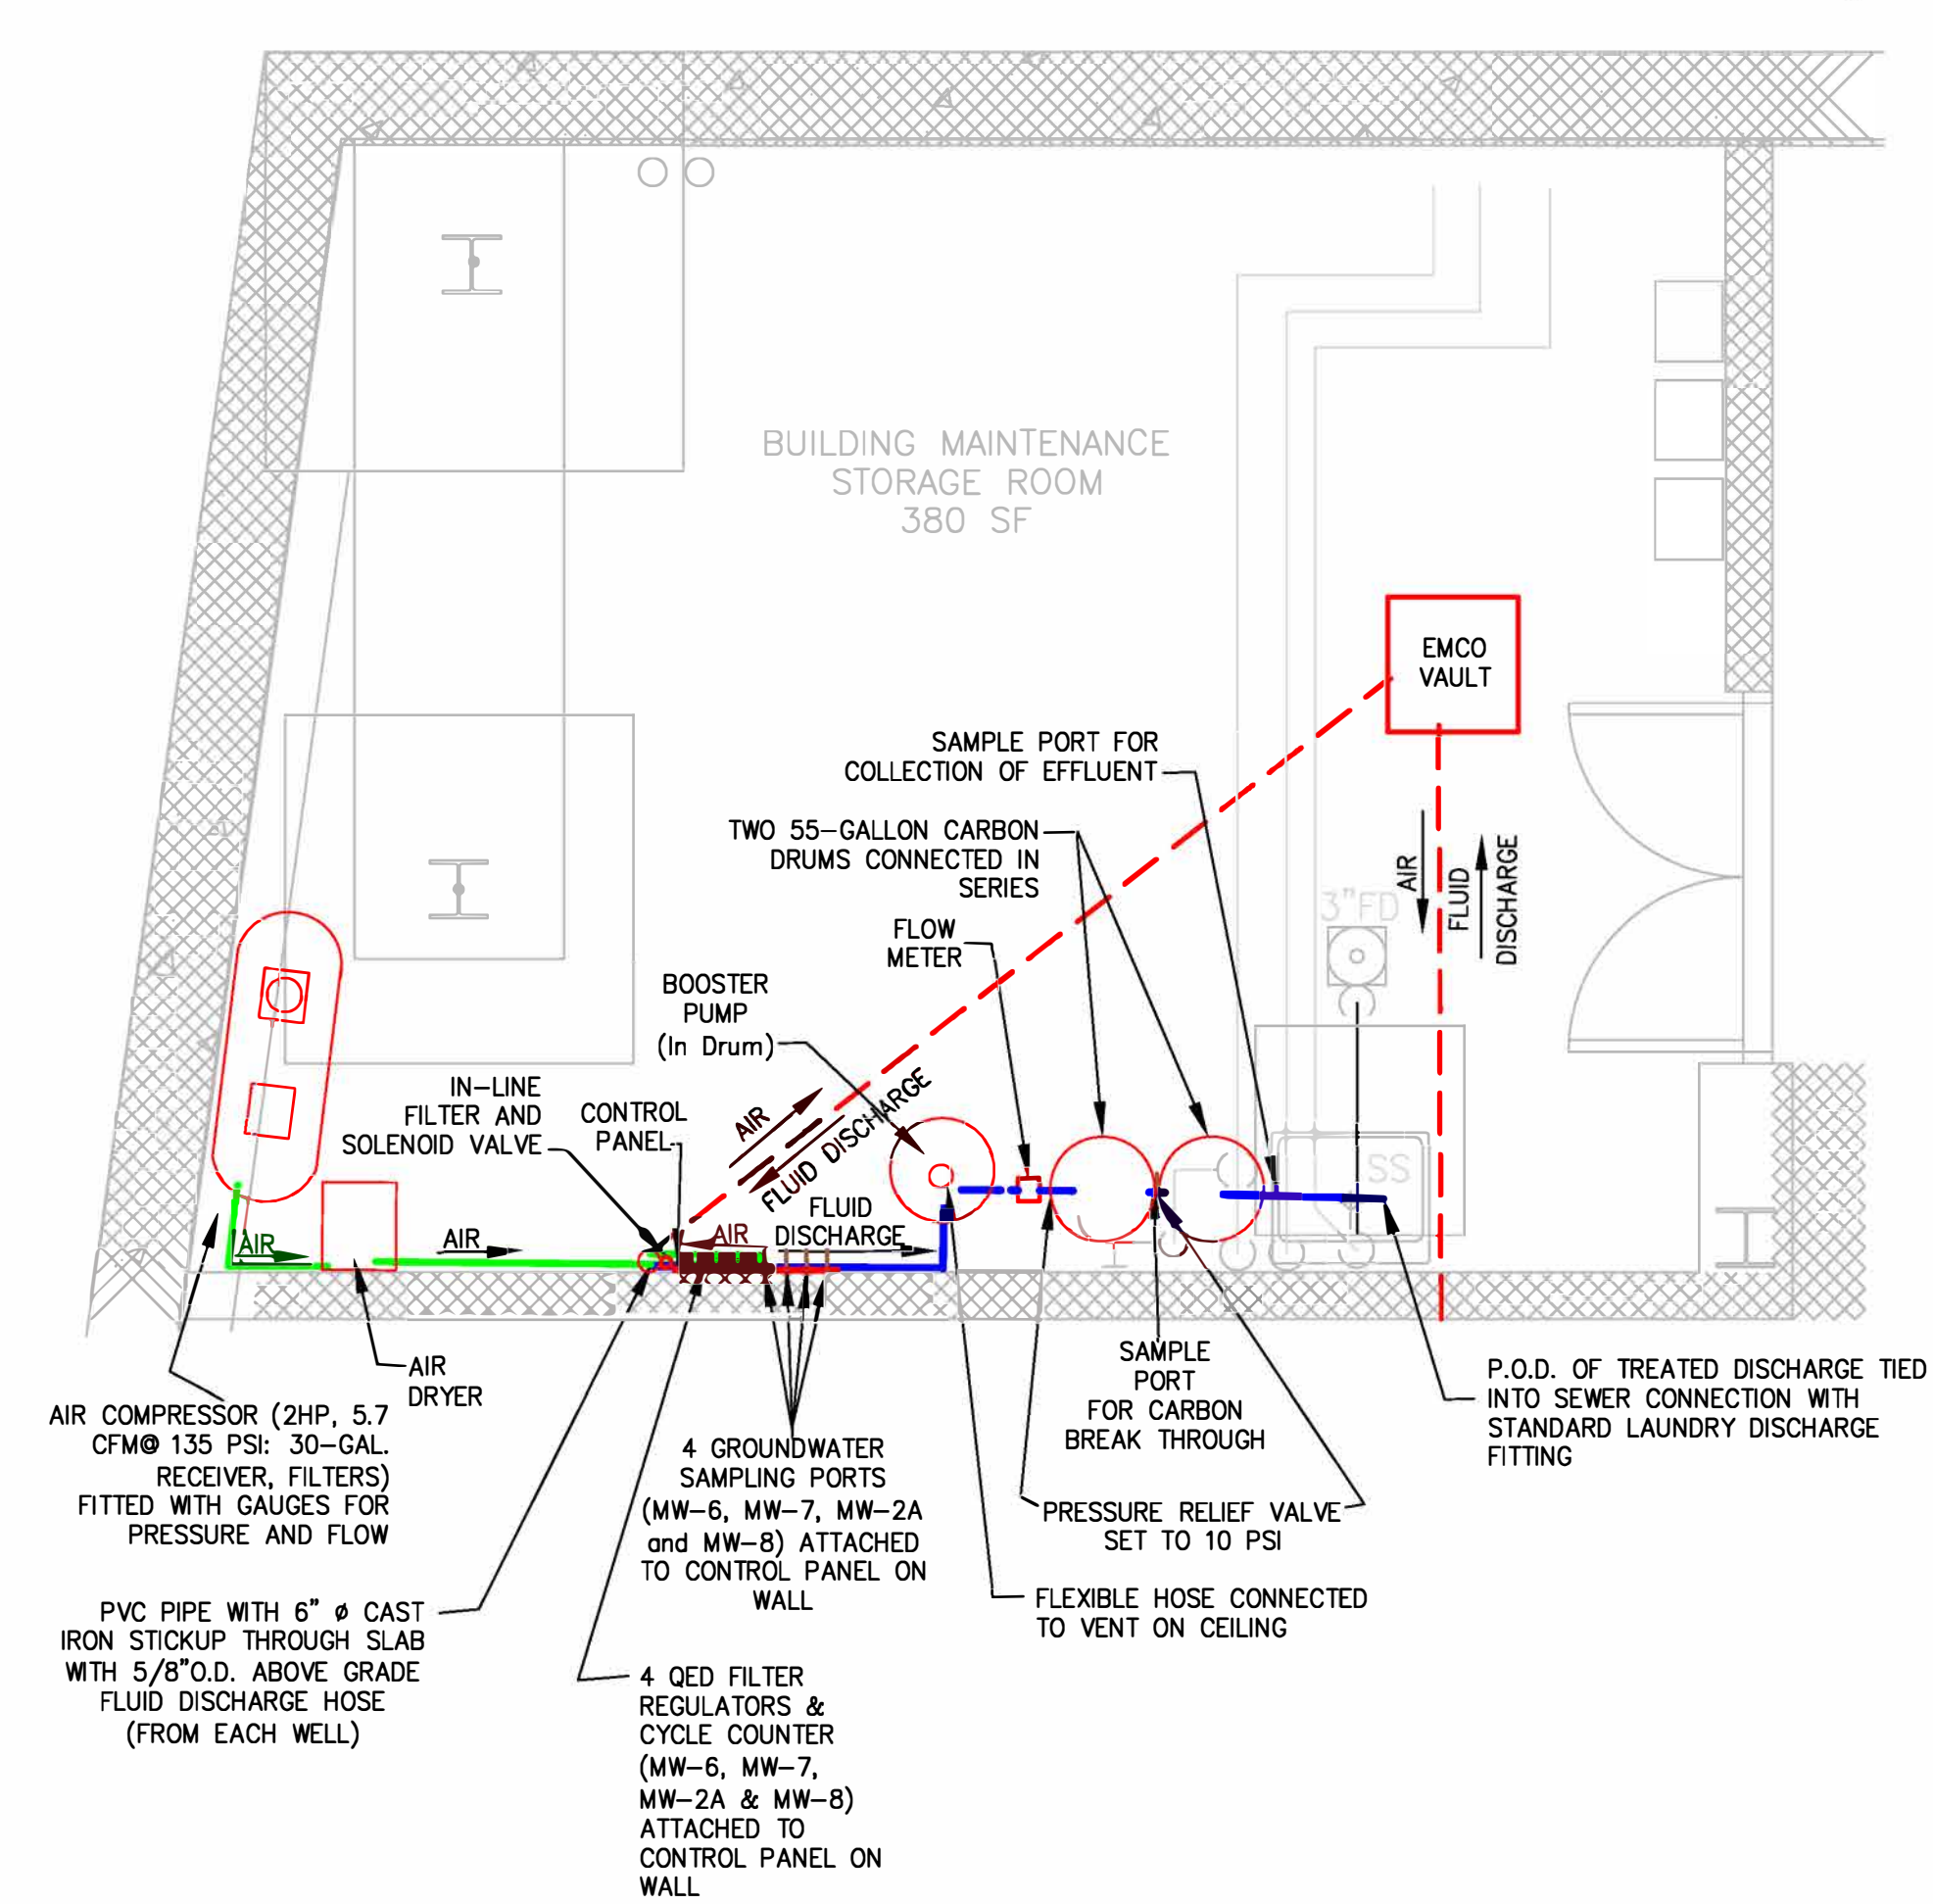 BUILDING MAINTENANCE
STORAGE ROOM
380 SF
EMCO
VAULT
SAMPLE PORT FOR
COLLECTION OF EFFLUENT
TWO 55-GALLON CARBON
DRUMS CONNECTED IN
SERIES
AIR
FLUID
DISCHARGE
3"FD
FLOW
METER
BOOSTER
PUMP
(In Drum)
IN-LINE
FILTER AND
SOLENOID VALVE
CONTROL
PANEL
AIR
FLUID DISCHARGE
SS
FLUID
DISCHARGE
AIR
AIR
AIR
AIR
DRYER
AIR COMPRESSOR (2HP, 5.7
CFM@ 135 PSI: 30-GAL.
RECEIVER, FILTERS)
FITTED WITH GAUGES FOR
PRESSURE AND FLOW
4 GROUNDWATER
SAMPLING PORTS
(MW-6, MW-7, MW-2A
and MW-8) ATTACHED
TO CONTROL PANEL ON
WALL
SAMPLE
PORT
FOR CARBON
BREAK THROUGH
P.O.D. OF TREATED DISCHARGE TIED
INTO SEWER CONNECTION WITH
STANDARD LAUNDRY DISCHARGE
FITTING
PRESSURE RELIEF VALVE
SET TO 10 PSI
FLEXIBLE HOSE CONNECTED
TO VENT ON CEILING
PVC PIPE WITH 6" ø CAST
IRON STICKUP THROUGH SLAB
WITH 5/8"O.D. ABOVE GRADE
FLUID DISCHARGE HOSE
(FROM EACH WELL)
4 QED FILTER
REGULATORS &
CYCLE COUNTER
(MW-6, MW-7,
MW-2A & MW-8)
ATTACHED TO
CONTROL PANEL ON
WALL